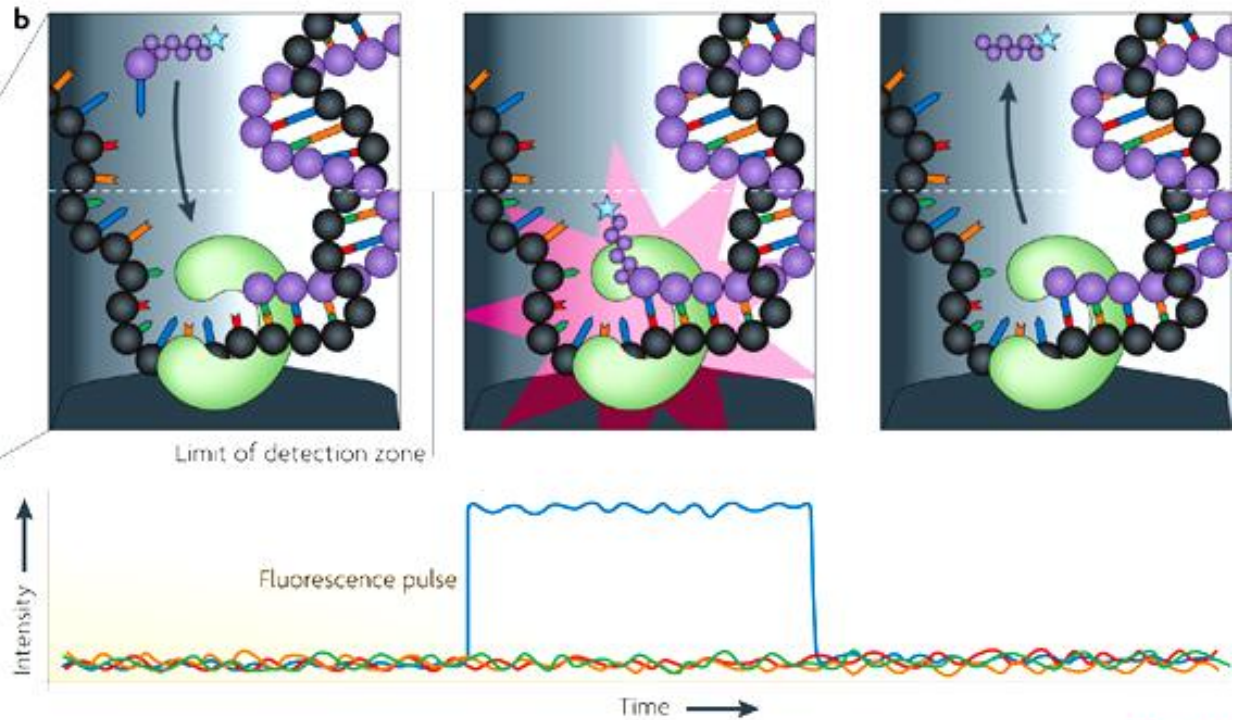 b
Limit of detection zone
Fluorescence pulse
Intensity
Time